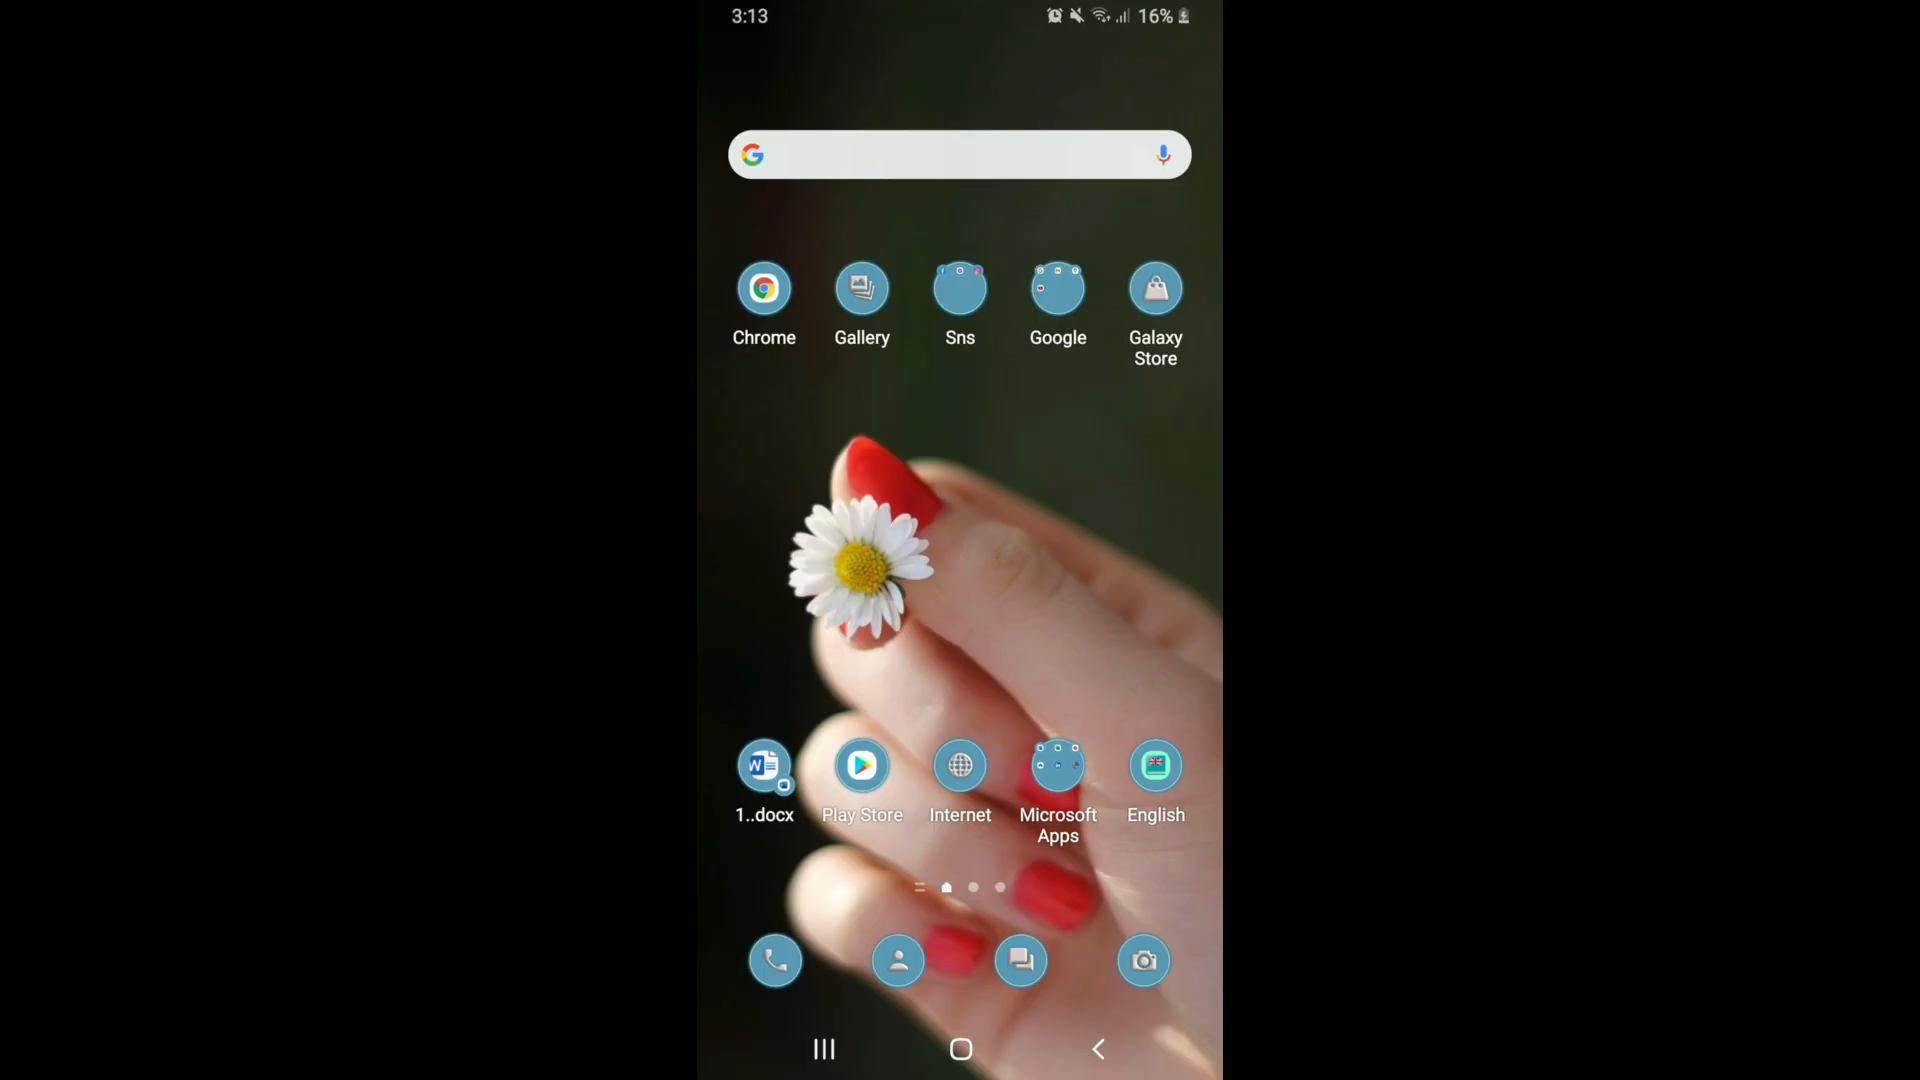 3:13
16%
Chrome
Gallery
Sns
Google
Galaxy
Store
1..docx
Play Store
Internet
Microsoft
Apps
English